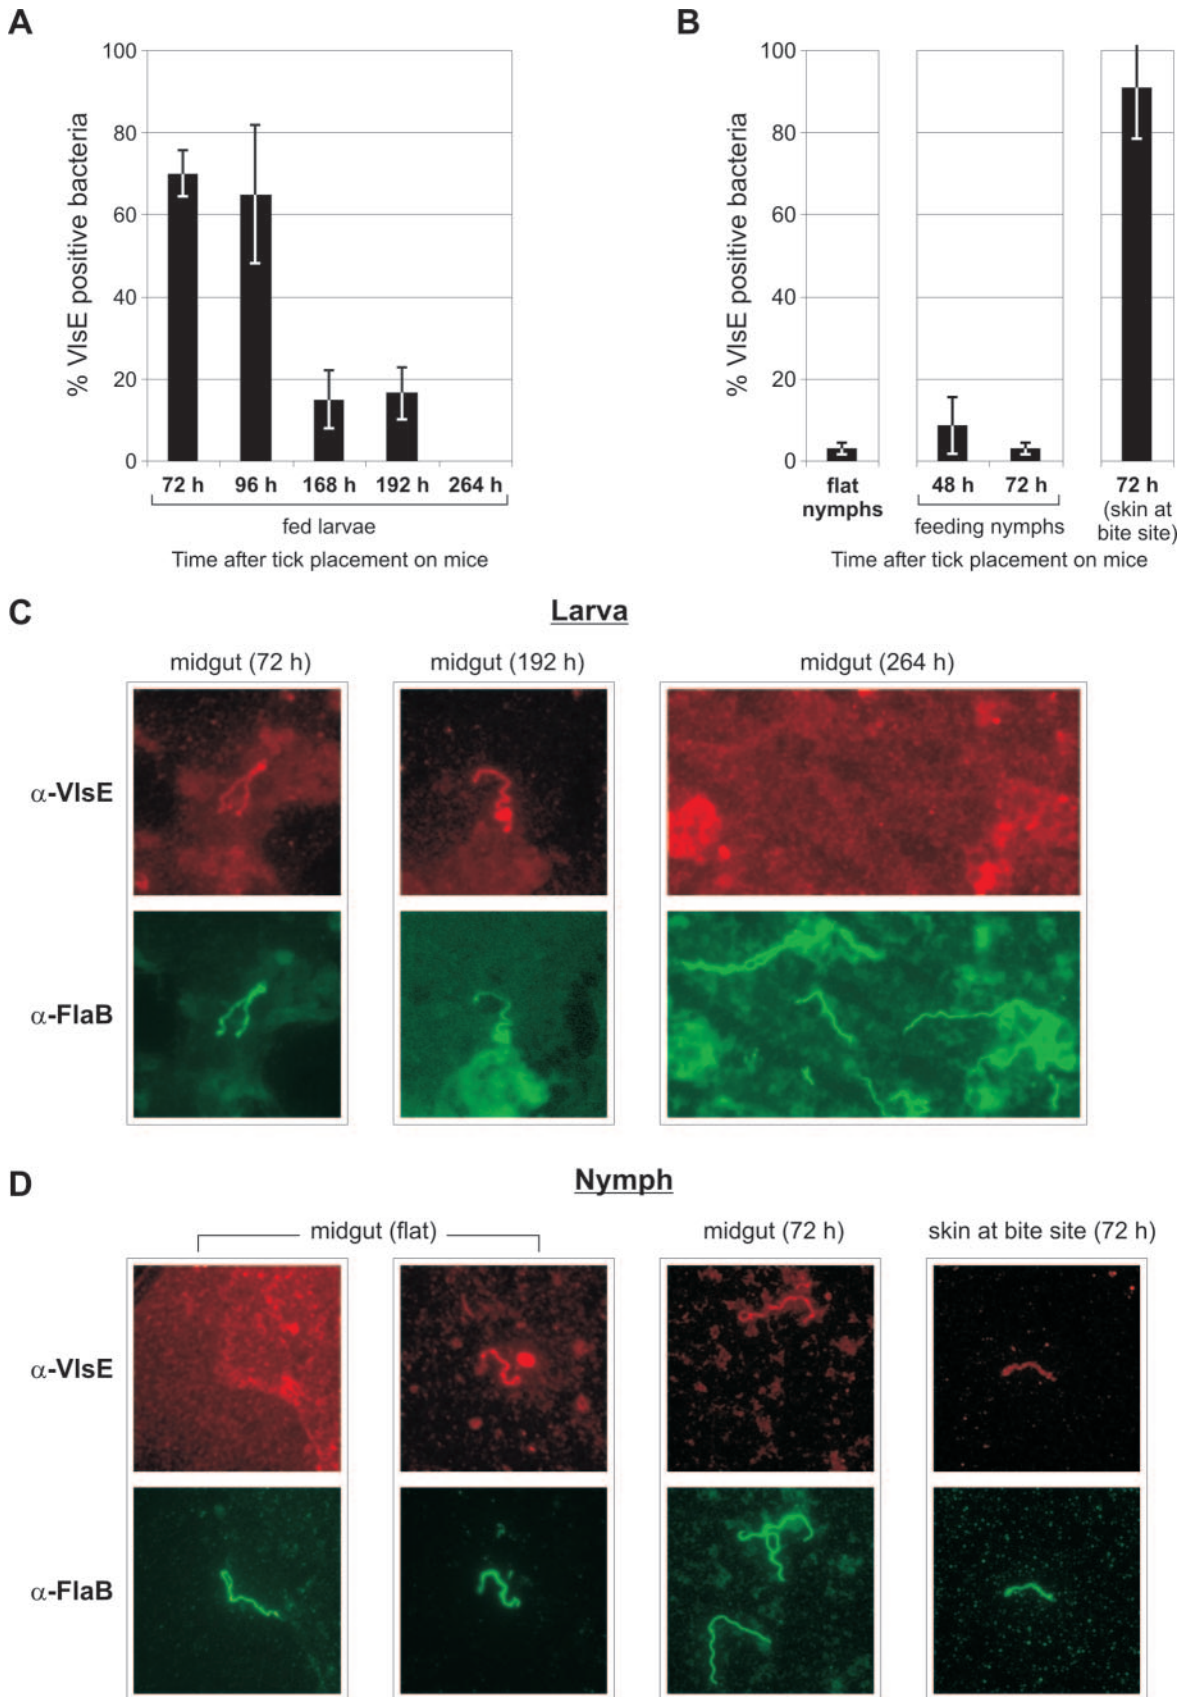 A
% VlsE positive bacteria
100
80
60
40
20
0
72 h 96 h 168 h 192 h 264 h
fed larvae
Time after tick placement on mice
B
% VlsE positive bacteria
100
80
60
40
20
0
flat
nymphs
48 h 72 h
feeding nymphs
72 h
(skin at
bite site)
Time after tick placement on mice
C
Larva
midgut (72 h) midgut (192 h) midgut (264 h)
α-VlsE
α-FlaB
D
Nymph
midgut (flat) midgut (72 h) skin at bite site (72 h)
α-VlsE
α-FlaB